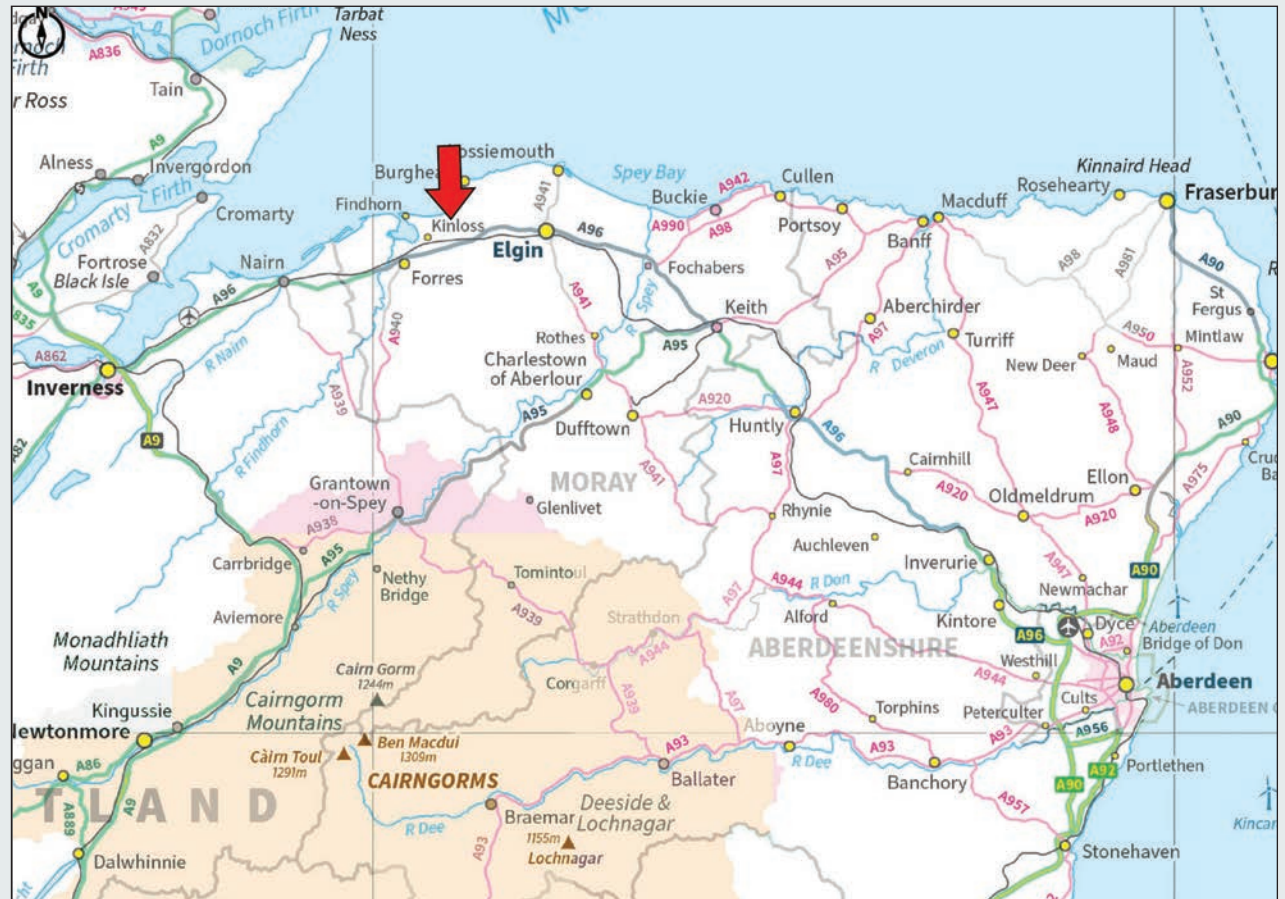 N
Tarbat
Ness
Dornoch Firth
Dornoch
Firth
A836
Tain
r Ross
A9
Alness
Invergordon
Firth
Cromarty
Cromarty
A832
Fortrose
Black Isle
Nairn
A9
A96
A835
A862
Inverness
A82
R Nairn
R Findhorn
A9
A939
A940
Findhorn
Kinloss
Forres
Lossiemouth
A941
Elgin
A96
Spey Bay
Buckie
A942
A990
A98
Cullen
Portsoy
Fochabers
R Spey
A941
Rothes
Keith
A95
A95
Charlestown
of Aberlour
A95
Dufftown
A920
Huntly
A941
MORAY
Glenlivet
Macduff
Banff
Rosehearty
Kinnaird Head
A98
A981
A90
St
Fergus
Aberchirder
A97
R Deveron
Turriff
A950
Mintlaw
New Deer
Maud
A952
A947
A948
A90
A96
A97
Cairnhill
A920
Oldmeldrum
Ellon
A920
A975
Rhynie
Auchleven
Inverurie
A947
Newmachar
A90
Grantown
-on-Spey
A938
Carrbridge
A95
Nethy
Bridge
Tomintoul
A939
R Spey
Aviemore
Strathdon
A944
A97
A944
R Don
Alford
Kintore
A96
Dyce
A92
Aberdeen
Bridge of Don
ABERDEENSHIRE
Westhill
A944
Aberdeen
Monadhliath
Mountains
Cairn Gorm
1244m
Cairngorm
Mountains
A9
Kingussie
Corgarff
A939
A97
A980
Torphins
Cults
Peterculter
A956
Newtonmore
A86
Ben Macdui
1309m
Càirn Toul
1291m
CAIRNGORMS
A93
Aboyne
A93
R Dee
A93
Banchory
Ballater
A90
A92
Portlethen
TLAND
A9
A889
R Dee
Braemar
A93
Deeside &
Lochnagar
1155m
Lochnagar
A957
Stonehaven
Dalwhinnie